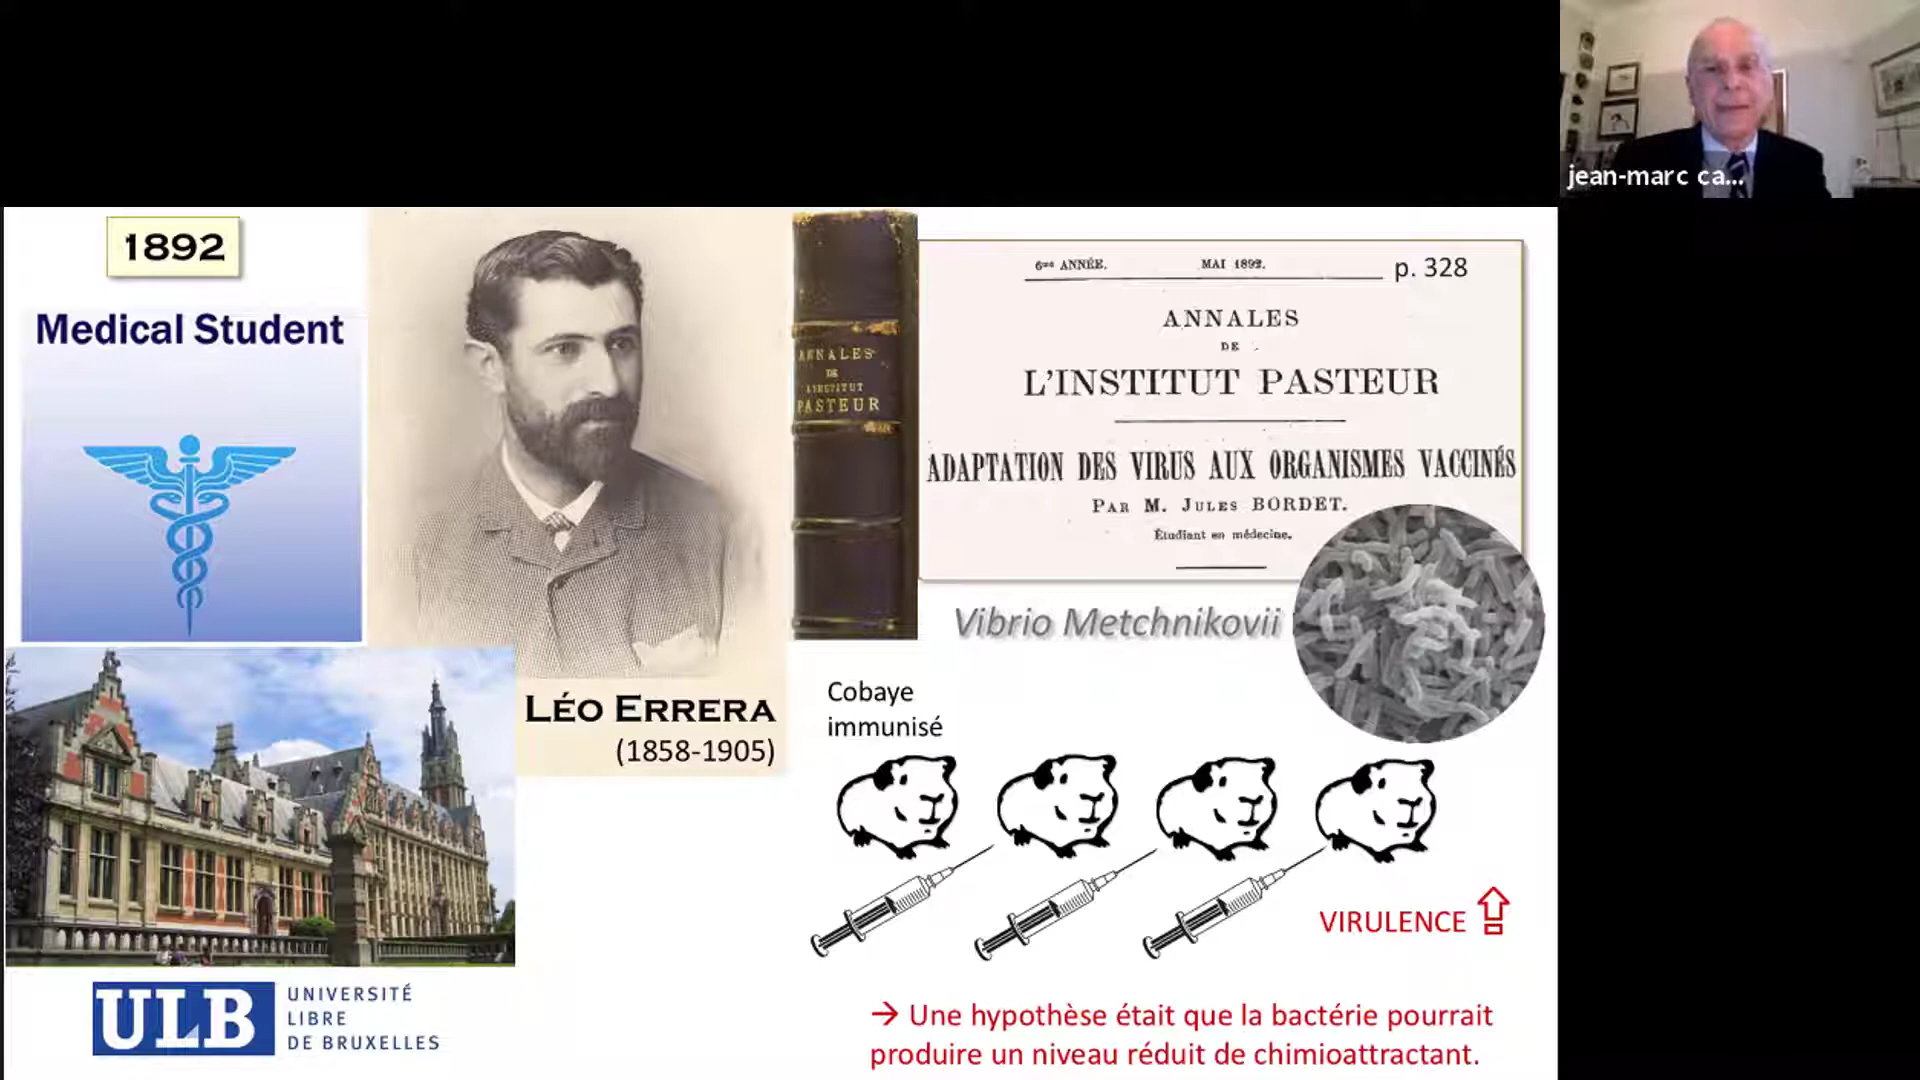 jean-marc ca...
1892
Medical Student
LÉO ERRERA
(1858-1905)
ANNALES
DE
L'INSTITUT
PASTEUR
6me ANNÉE.
MAI 1892.
p. 328
ANNALES
DE
L'INSTITUT PASTEUR
ADAPTATION DES VIRUS AUX ORGANISMES VACCINÉS
PAR M. JULES BORDET.
Étudiant en médecine.
Vibrio Metchnikovii
Cobaye
immunisé
VIRULENCE
→ Une hypothèse était que la bactérie pourrait
produire un niveau réduit de chimioattractant.
ULB
UNIVERSITÉ
LIBRE
DE BRUXELLES